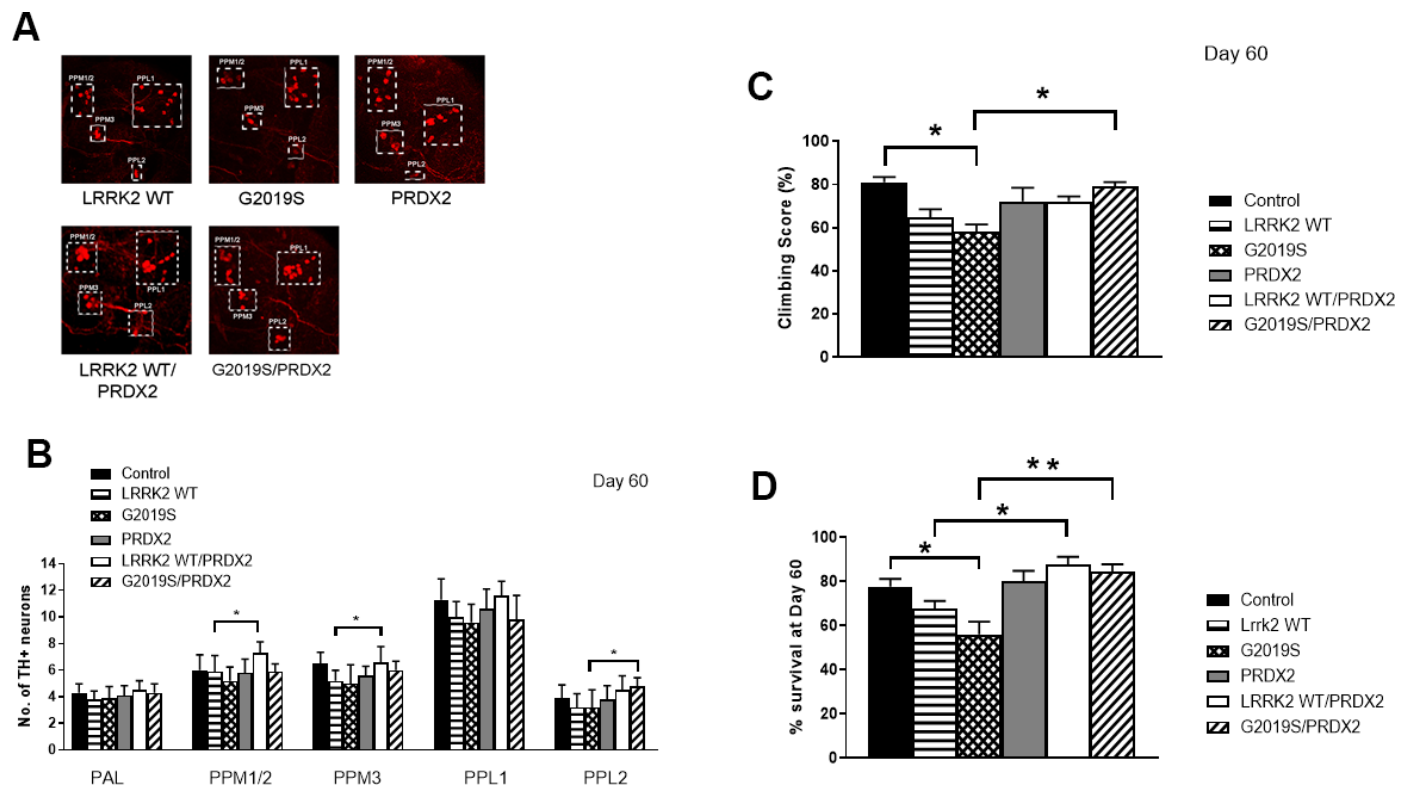 A
PPM1/2
PPL1
PPM3
PPL2
LRRK2 WT
PPM1/2
PPL1
PPM3
PPL2
G2019S
PPM1/2
PPL1
PPM3
PPL2
PRDX2
PPM1/2
PPM3
PPL2
PPL1
LRRK2 WT/
PRDX2
PPM1/2
PPL1
PPM3
PPL2
G2019S/PRDX2
B
Control
LRRK2 WT
G2019S
PRDX2
LRRK2 WT/PRDX2
G2019S/PRDX2
Day 60
No. of TH+ neurons
14
12
10
8
6
4
2
0
*
*
*
PAL
PPM1/2
PPM3
PPL1
PPL2
C
Day 60
*
*
Climbing Score (%)
100
80
60
40
20
0
Control
LRRK2 WT
G2019S
PRDX2
LRRK2 WT/PRDX2
G2019S/PRDX2
D
* *
*
*
% survival at Day 60
100
80
60
40
20
0
Control
Lrrk2 WT
G2019S
PRDX2
LRRK2 WT/PRDX2
G2019S/PRDX2